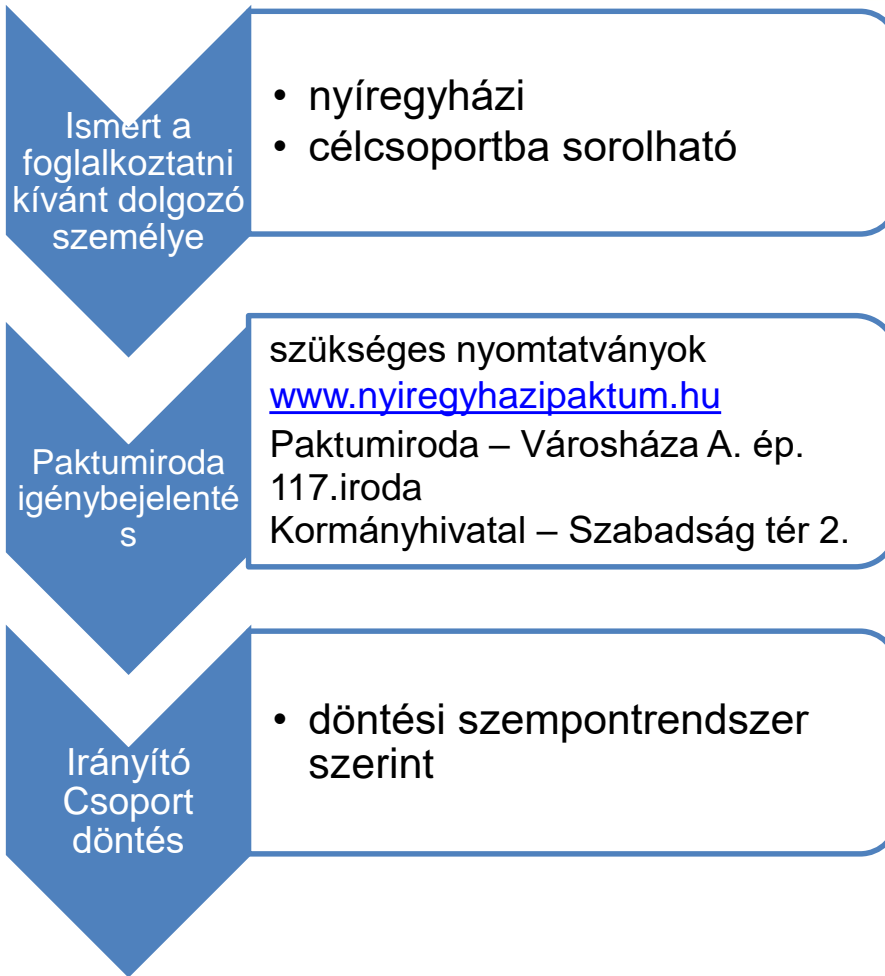 Ismert a
foglalkoztatni
kívánt dolgozó
személye
• nyíregyházi
• célcsoportba sorolható
Paktumiroda
igénybejelenté
s
szükséges nyomtatványok
www.nyiregyhazipaktum.hu
Paktumiroda – Városháza A. ép.
117.iroda
Kormányhivatal – Szabadság tér 2.
Irányító
Csoport
döntés
• döntési szempontrendszer
szerint